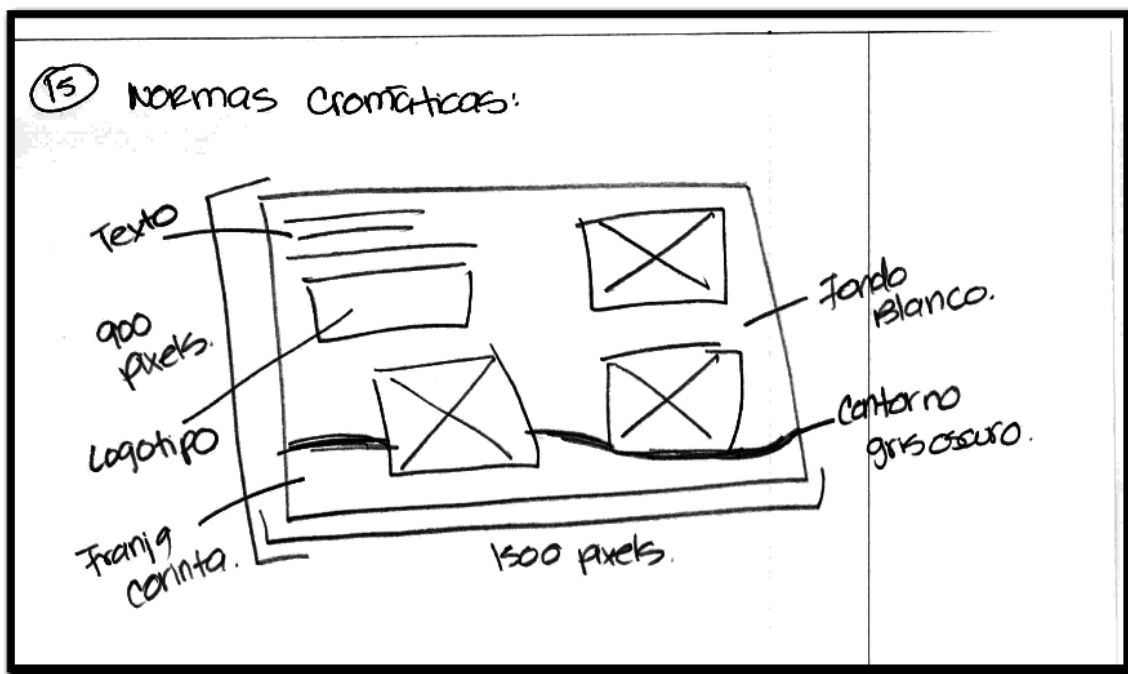 15 Normas Cromáticas:
Texto
900
pixels.
Logotipo
Franja
corinta.
Fondo
Blanco.
Contorno
gris oscuro.
1500 pixels.